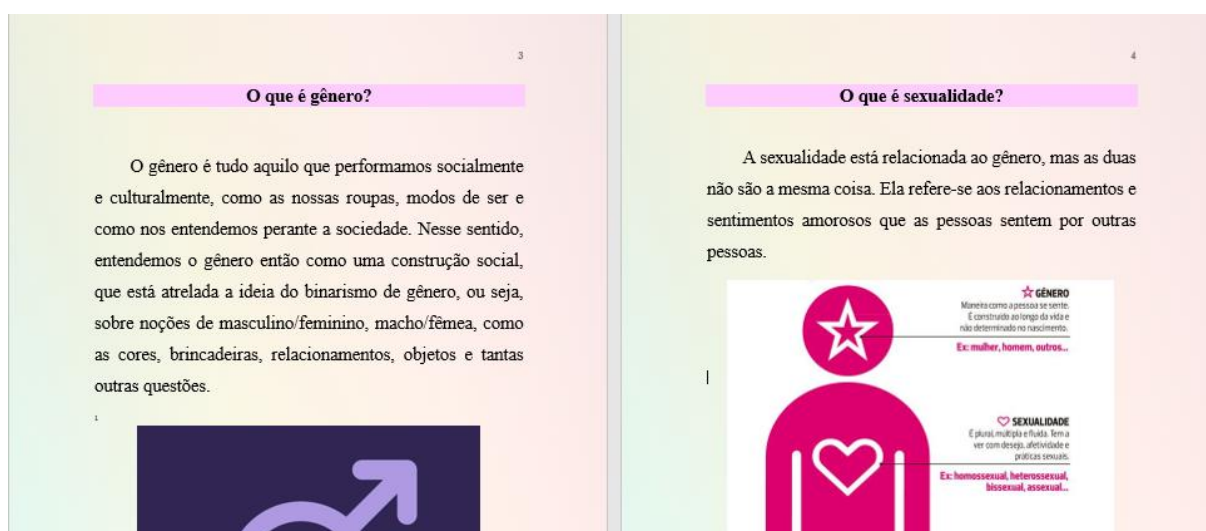 3
O que é gênero?
O gênero é tudo aquilo que performamos socialmente
e culturalmente, como as nossas roupas, modos de ser e
como nos entendemos perante a sociedade. Nesse sentido,
entendemos o gênero então como uma construção social,
que está atrelada a ideia do binarismo de gênero, ou seja,
sobre noções de masculino/feminino, macho/fêmea, como
as cores, brincadeiras, relacionamentos, objetos e tantas
outras questões.
1
4
O que é sexualidade?
A sexualidade está relacionada ao gênero, mas as duas
não são a mesma coisa. Ela refere-se aos relacionamentos e
sentimentos amorosos que as pessoas sentem por outras
pessoas.
GÊNERO
Maneira como a pessoa se sente.
É construído ao longo da vida e
não determinado no nascimento.
Ex: mulher, homem, outros...
SEXUALIDADE
É plural, múltipla e fluida. Tem a
ver com desejo, afetividade e
práticas sexuais.
Ex: homossexual, heterossexual,
bissexual, assexual...